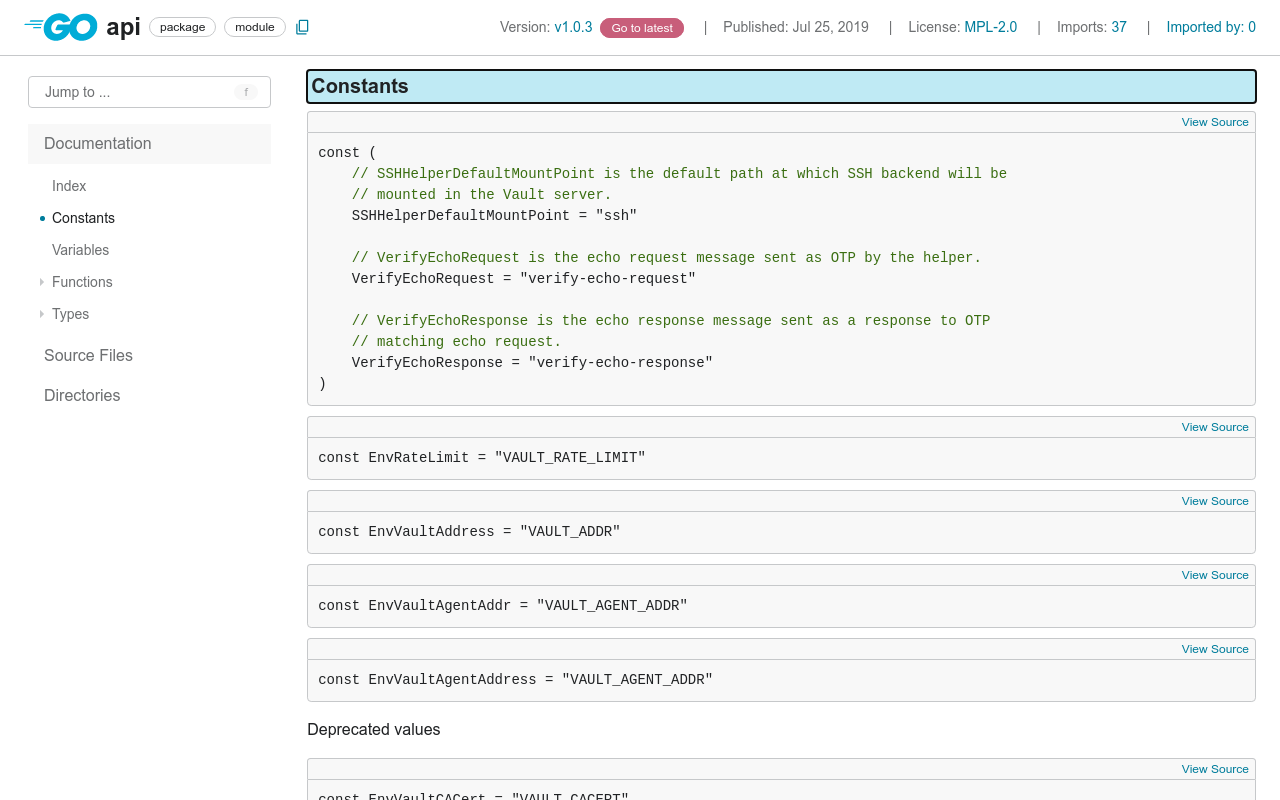 GO api package module Version: v1.0.3 Go to latest | Published: Jul 25, 2019 | License: MPL-2.0 | Imports: 37 | Imported by: 0
Jump to ... f
Documentation
Index
Constants
Variables
Functions
Types
Source Files
Directories
Constants
View Source
const (
    // SSHHelperDefaultMountPoint is the default path at which SSH backend will be
    // mounted in the Vault server.
    SSHHelperDefaultMountPoint = "ssh"
    // VerifyEchoRequest is the echo request message sent as OTP by the helper.
    VerifyEchoRequest = "verify-echo-request"
    // VerifyEchoResponse is the echo response message sent as a response to OTP
    // matching echo request.
    VerifyEchoResponse = "verify-echo-response"
)
View Source
const EnvRateLimit = "VAULT_RATE_LIMIT"
View Source
const EnvVaultAddress = "VAULT_ADDR"
View Source
const EnvVaultAgentAddr = "VAULT_AGENT_ADDR"
View Source
const EnvVaultAgentAddress = "VAULT_AGENT_ADDR"
Deprecated values
View Source
const EnvVaultCACert = "VAULT_CACERT"